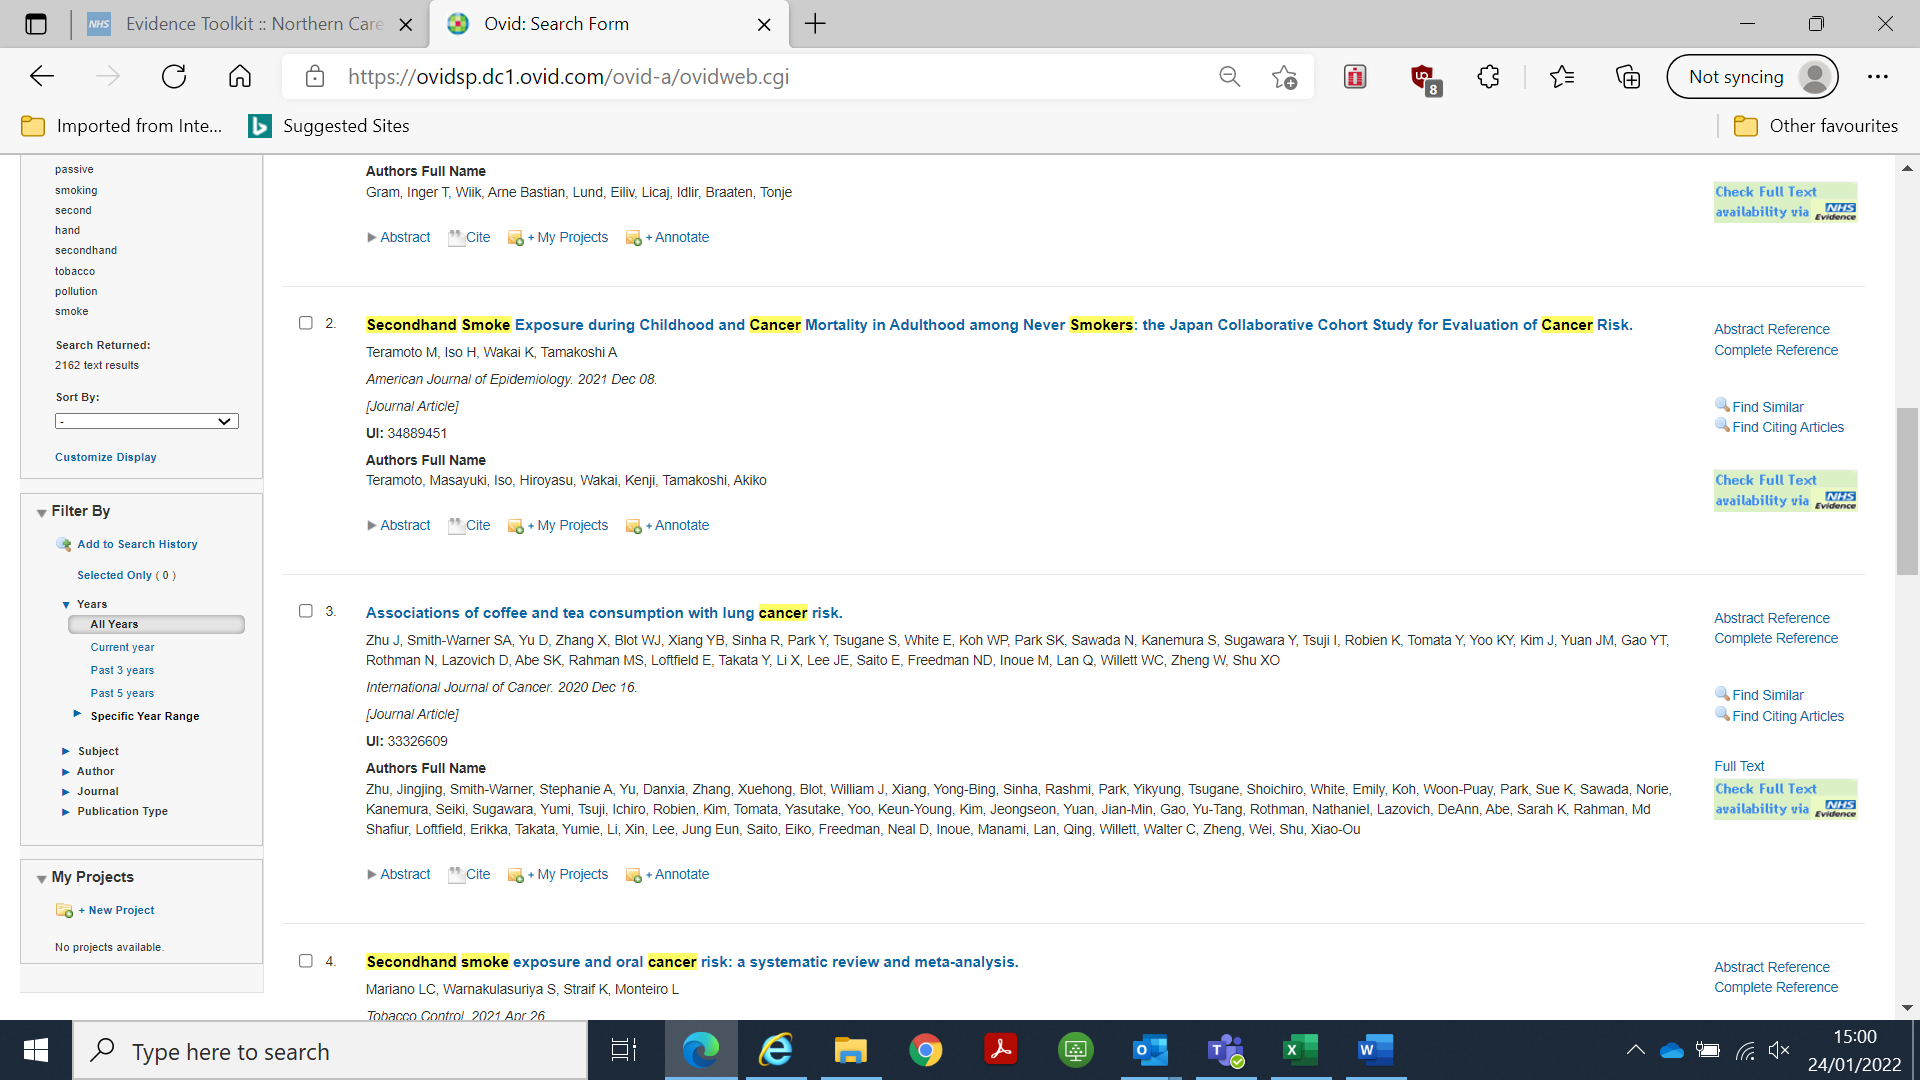 Evidence Toolkit :: Northern Care
Ovid: Search Form
https://ovidsp.dc1.ovid.com/ovid-a/ovidweb.cgi
8
Not syncing
Imported from Inte...
Suggested Sites
Other favourites
passive
smoking
second
hand
secondhand
tobacco
pollution
smoke
Search Returned:
2162 text results
Sort By:
-
Customize Display
Filter By
Add to Search History
Selected Only ( 0 )
Years
All Years
Current year
Past 3 years
Past 5 years
Specific Year Range
Subject
Author
Journal
Publication Type
My Projects
+ New Project
No projects available.
Authors Full Name
Gram, Inger T, Wiik, Arne Bastian, Lund, Eiliv, Licaj, Idlir, Braaten, Tonje
Abstract Cite + My Projects + Annotate
Check Full Text
availability via NHS Evidence
2. Secondhand Smoke Exposure during Childhood and Cancer Mortality in Adulthood among Never Smokers: the Japan Collaborative Cohort Study for Evaluation of Cancer Risk.
Teramoto M, Iso H, Wakai K, Tamakoshi A
American Journal of Epidemiology. 2021 Dec 08.
[Journal Article]
UI: 34889451
Authors Full Name
Teramoto, Masayuki, Iso, Hiroyasu, Wakai, Kenji, Tamakoshi, Akiko
Abstract Cite + My Projects + Annotate
Abstract Reference
Complete Reference
Find Similar
Find Citing Articles
Check Full Text
availability via NHS Evidence
3. Associations of coffee and tea consumption with lung cancer risk.
Zhu J, Smith-Warner SA, Yu D, Zhang X, Blot WJ, Xiang YB, Sinha R, Park Y, Tsugane S, White E, Koh WP, Park SK, Sawada N, Kanemura S, Sugawara Y, Tsuji I, Robien K, Tomata Y, Yoo KY, Kim J, Yuan JM, Gao YT,
Rothman N, Lazovich D, Abe SK, Rahman MS, Loftfield E, Takata Y, Li X, Lee JE, Saito E, Freedman ND, Inoue M, Lan Q, Willett WC, Zheng W, Shu XO
International Journal of Cancer. 2020 Dec 16.
[Journal Article]
UI: 33326609
Authors Full Name
Zhu, Jingjing, Smith-Warner, Stephanie A, Yu, Danxia, Zhang, Xuehong, Blot, William J, Xiang, Yong-Bing, Sinha, Rashmi, Park, Yikyung, Tsugane, Shoichiro, White, Emily, Koh, Woon-Puay, Park, Sue K, Sawada, Norie,
Kanemura, Seiki, Sugawara, Yumi, Tsuji, Ichiro, Robien, Kim, Tomata, Yasutake, Yoo, Keun-Young, Kim, Jeongseon, Yuan, Jian-Min, Gao, Yu-Tang, Rothman, Nathaniel, Lazovich, DeAnn, Abe, Sarah K, Rahman, Md
Shafiur, Loftfield, Erikka, Takata, Yumie, Li, Xin, Lee, Jung Eun, Saito, Eiko, Freedman, Neal D, Inoue, Manami, Lan, Qing, Willett, Walter C, Zheng, Wei, Shu, Xiao-Ou
Abstract Cite + My Projects + Annotate
Abstract Reference
Complete Reference
Find Similar
Find Citing Articles
Full Text
Check Full Text
availability via NHS Evidence
4. Secondhand smoke exposure and oral cancer risk: a systematic review and meta-analysis.
Mariano LC, Warnakulasuriya S, Straif K, Monteiro L
Tobacco Control. 2021 Apr 26.
Abstract Reference
Complete Reference
Type here to search
15:00
24/01/2022